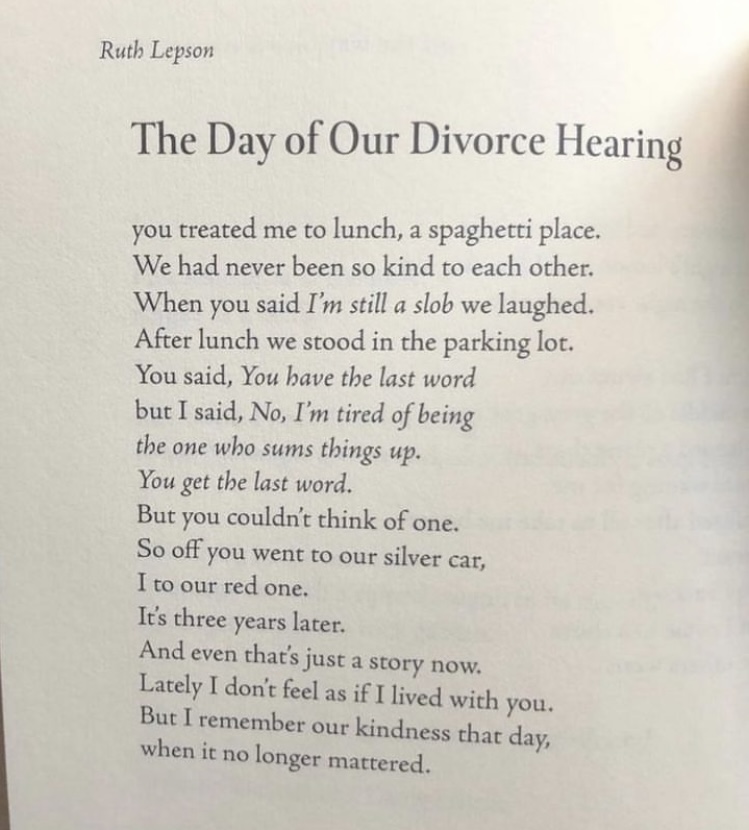 Ruth Lepson
The Day of Our Divorce Hearing
you treated me to lunch, a spaghetti place.
We had never been so kind to each other.
When you said I'm still a slob we laughed.
After lunch we stood in the parking lot.
You said, You have the last word
but I said, No, I'm tired of being
the one who sums things up.
You get the last word.
But you couldn't think of one.
So off you went to our silver car,
I to our red one.
It's three years later.
And even that's just a story now.
Lately I don't feel as if I lived with you.
But I remember our kindness that day,
when it no longer mattered.